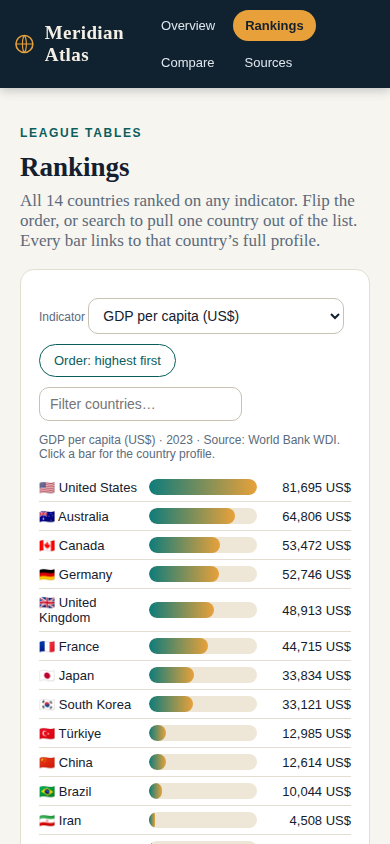 Meridian
Atlas
Overview
Rankings
Compare
Sources
LEAGUE TABLES
Rankings
All 14 countries ranked on any indicator. Flip the
order, or search to pull one country out of the list.
Every bar links to that country’s full profile.
Indicator GDP per capita (US$)
Order: highest first
Filter countries…
GDP per capita (US$) · 2023 · Source: World Bank WDI.
Click a bar for the country profile.
United States 81,695 US$
Australia 64,806 US$
Canada 53,472 US$
Germany 52,746 US$
United
Kingdom 48,913 US$
France 44,715 US$
Japan 33,834 US$
South Korea 33,121 US$
Türkiye 12,985 US$
China 12,614 US$
Brazil 10,044 US$
Iran 4,508 US$